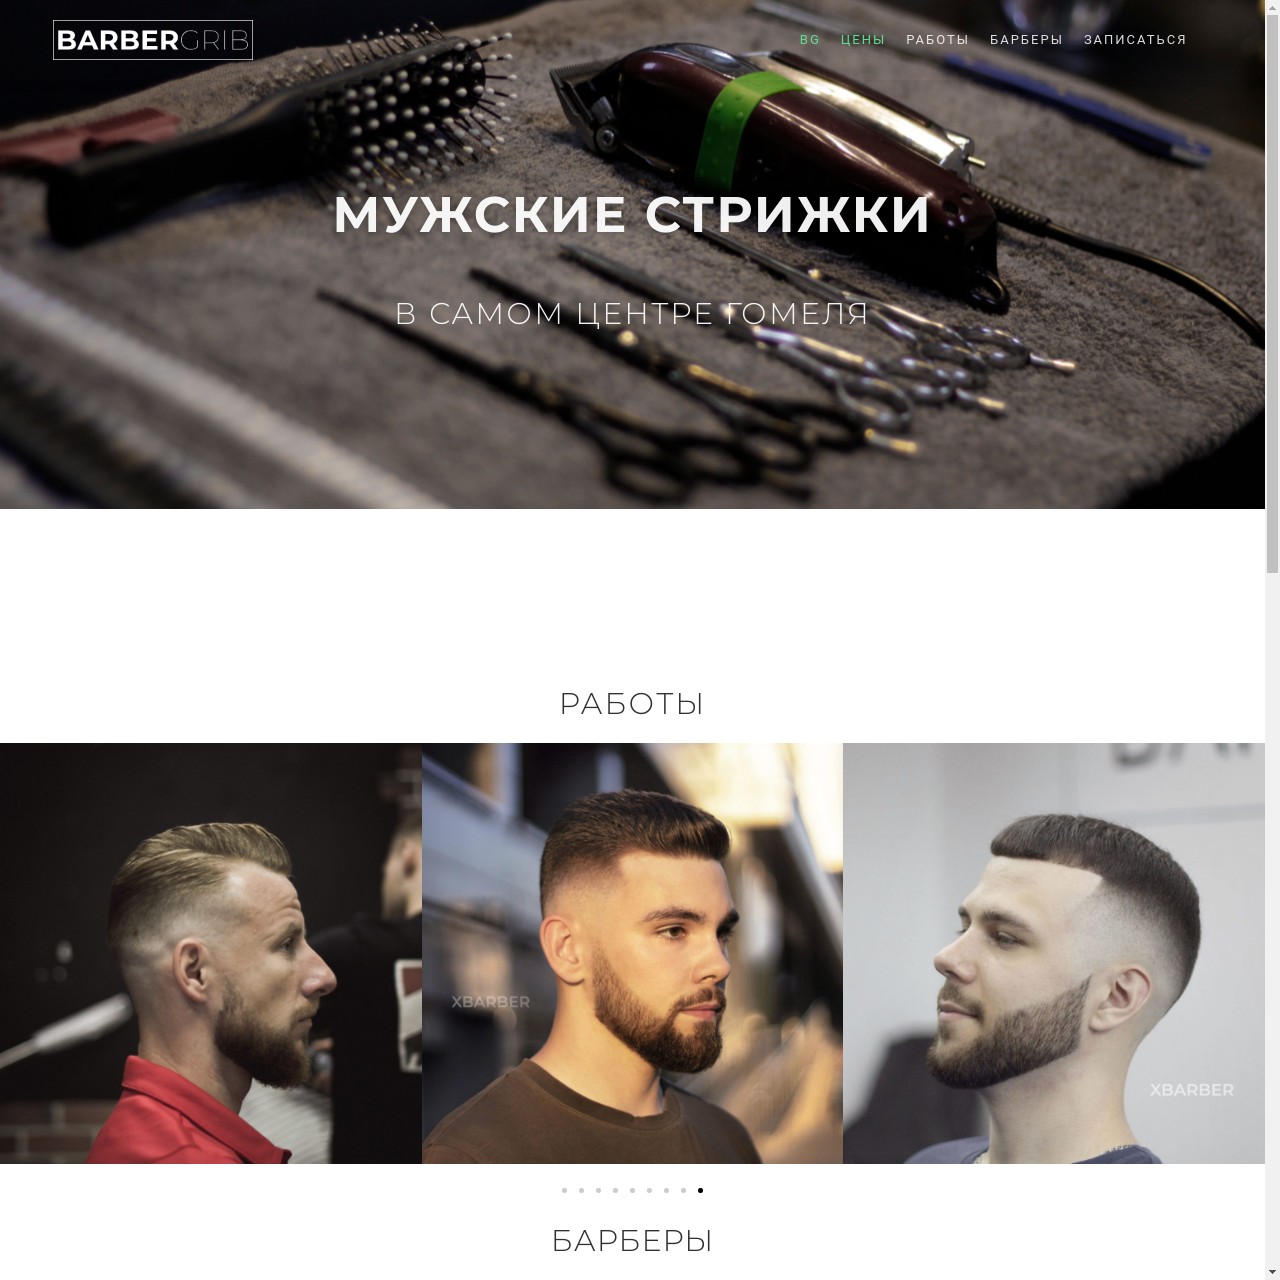 BARBERGRIB
BG ЦЕНЫ РАБОТЫ БАРБЕРЫ ЗАПИСАТЬСЯ
МУЖСКИЕ СТРИЖКИ
В САМОМ ЦЕНТРЕ ГОМЕЛЯ
РАБОТЫ
XBARBER
XBARBER
БАРБЕРЫ